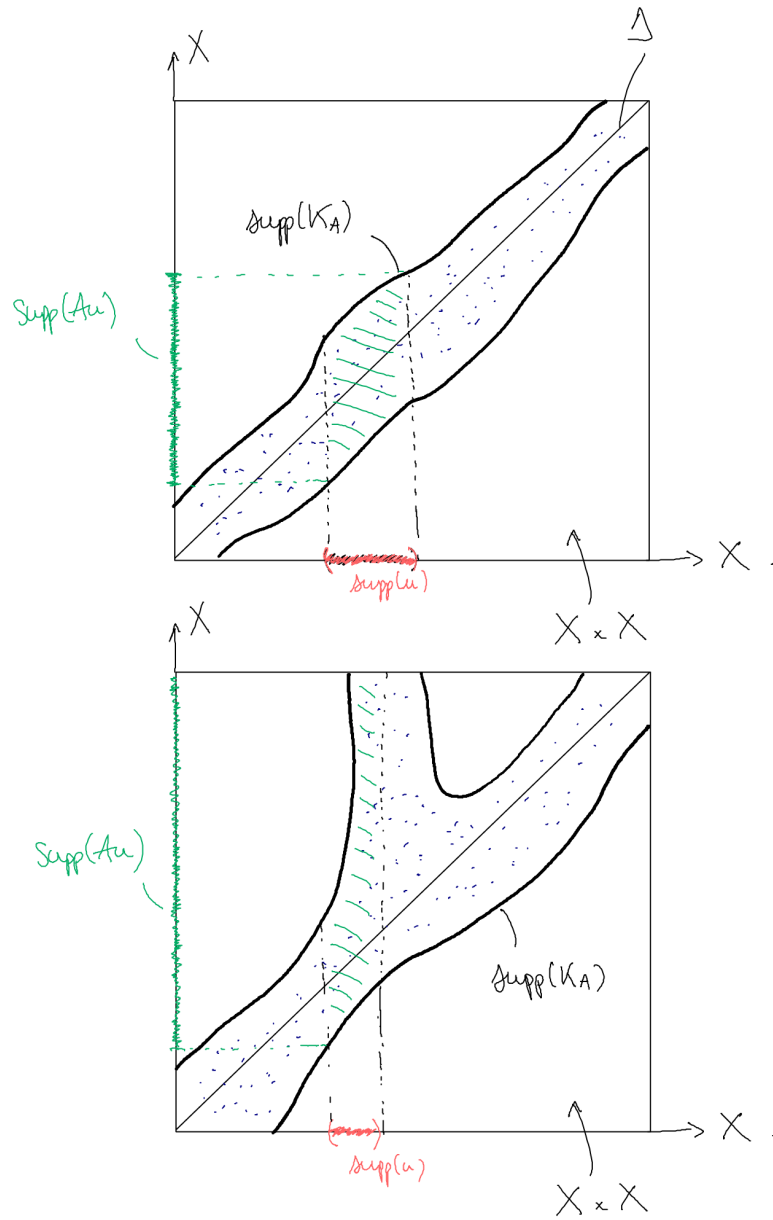 Δ
X
supp(K_A)
Supp(Au)
X
supp(u)
X × X
X
Supp(Au)
supp(K_A)
X
supp(u)
X × X